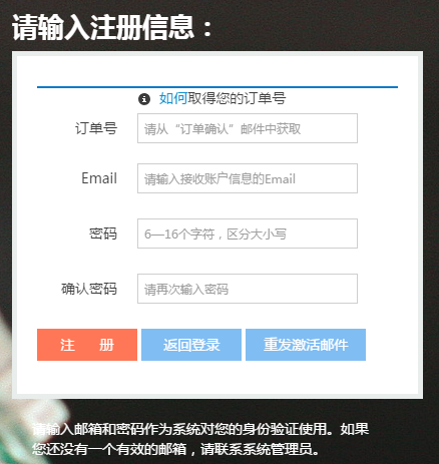 请输入注册信息：
如何取得您的订单号
订单号 请从“订单确认”邮件中获取
Email 请输入接收账户信息的Email
密码 6—16个字符，区分大小写
确认密码 请再次输入密码
注 册 返回登录 重发激活邮件
请输入邮箱和密码作为系统对您的身份验证使用。如果
您还没有一个有效的邮箱，请联系系统管理员。